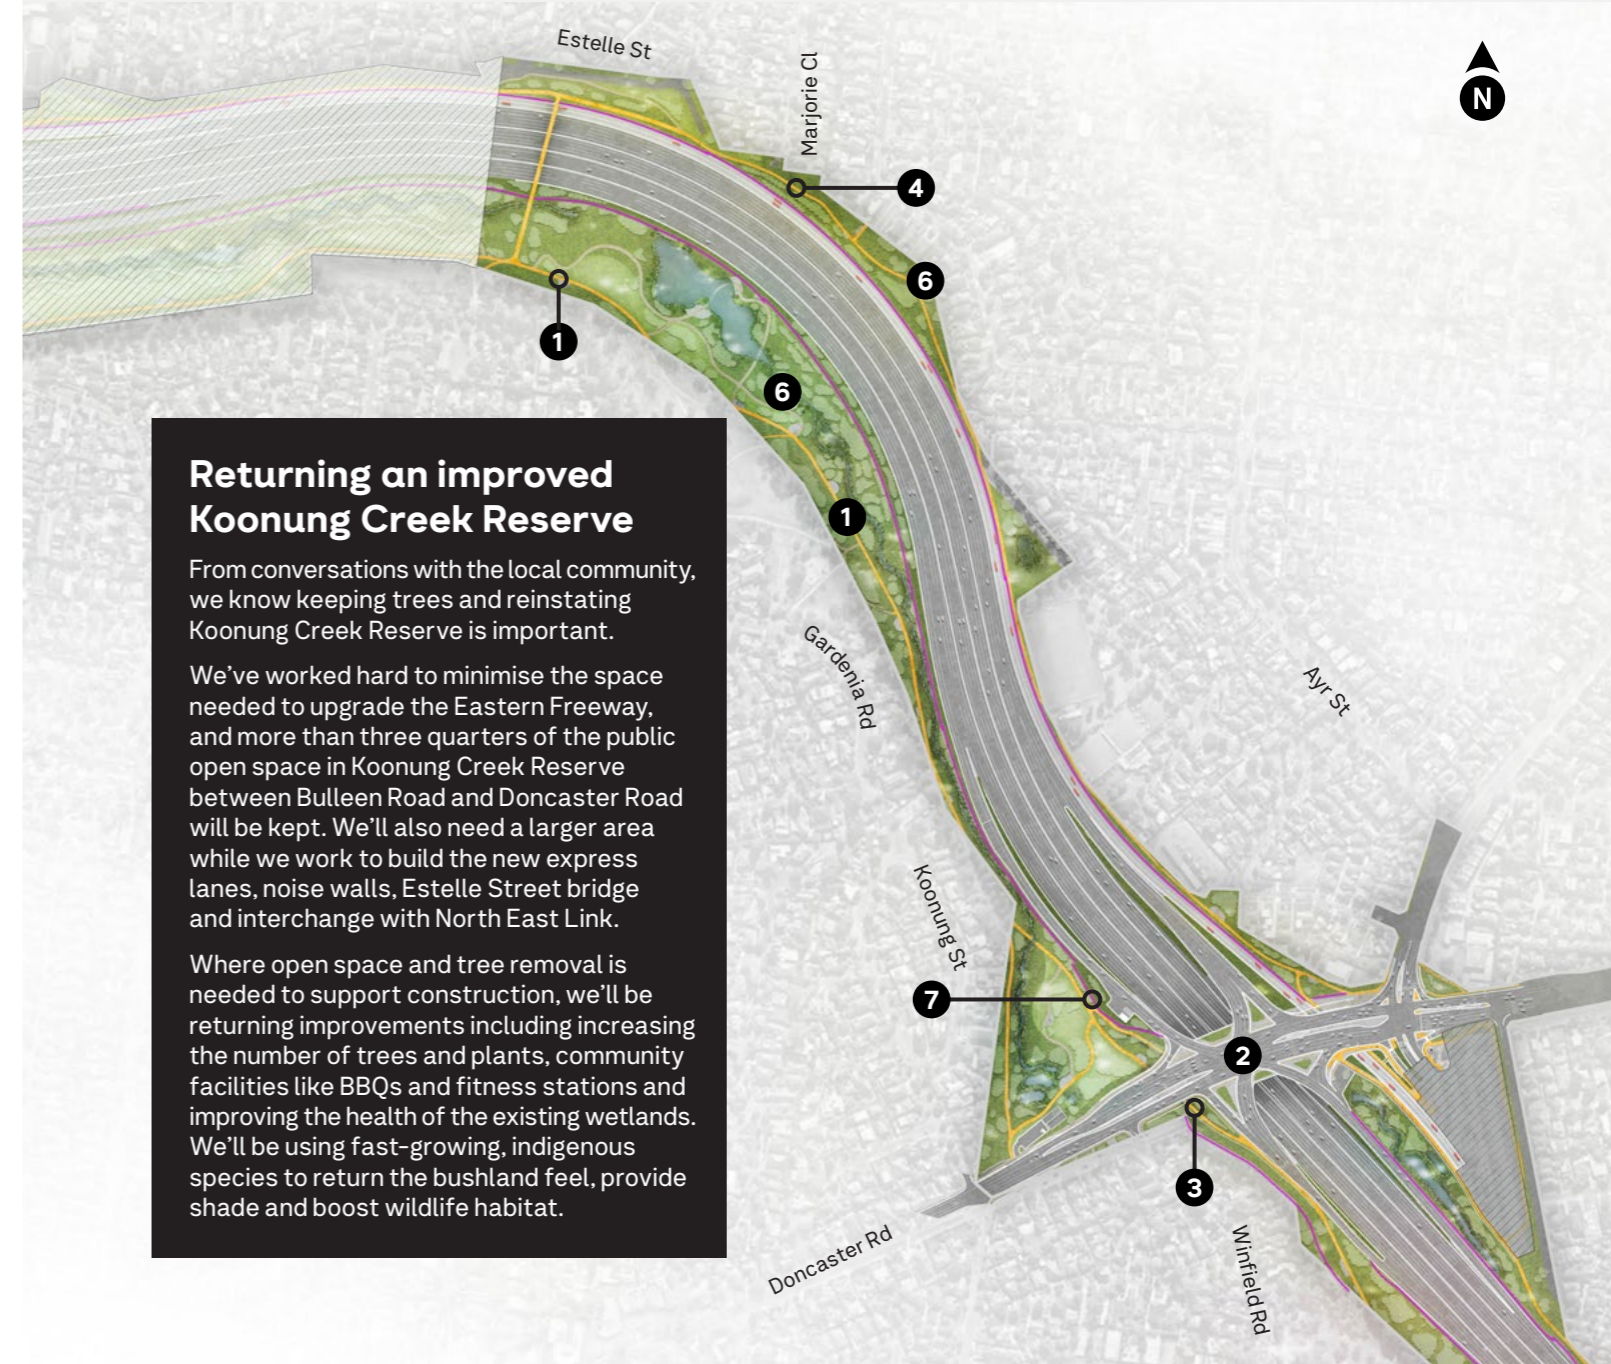 Estelle St
Marjorie Cl
N
4
6
1
6
Returning an improved
Koonung Creek Reserve
From conversations with the local community,
we know keeping trees and reinstating
Koonung Creek Reserve is important.
We’ve worked hard to minimise the space
needed to upgrade the Eastern Freeway,
and more than three quarters of the public
open space in Koonung Creek Reserve
between Bulleen Road and Doncaster Road
will be kept. We’ll also need a larger area
while we work to build the new express
lanes, noise walls, Estelle Street bridge
and interchange with North East Link.
Where open space and tree removal is
needed to support construction, we’ll be
returning improvements including increasing
the number of trees and plants, community
facilities like BBQs and fitness stations and
improving the health of the existing wetlands.
We’ll be using fast-growing, indigenous
species to return the bushland feel, provide
shade and boost wildlife habitat.
1
Gardenia Rd
Ayr St
Koonung St
7
2
3
Doncaster Rd
Winfield Rd